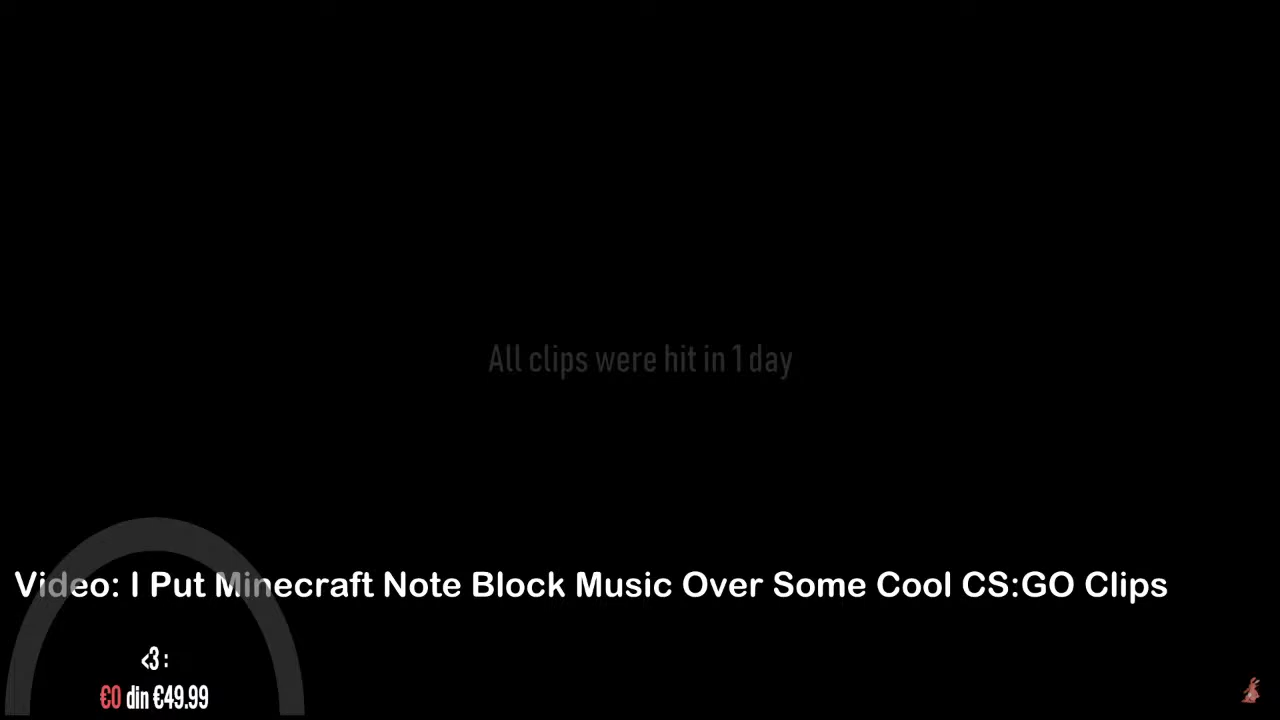 All clips were hit in 1 day
Video: I Put Minecraft Note Block Music Over Some Cool CS:GO Clips
<3 :
€0 din €49.99